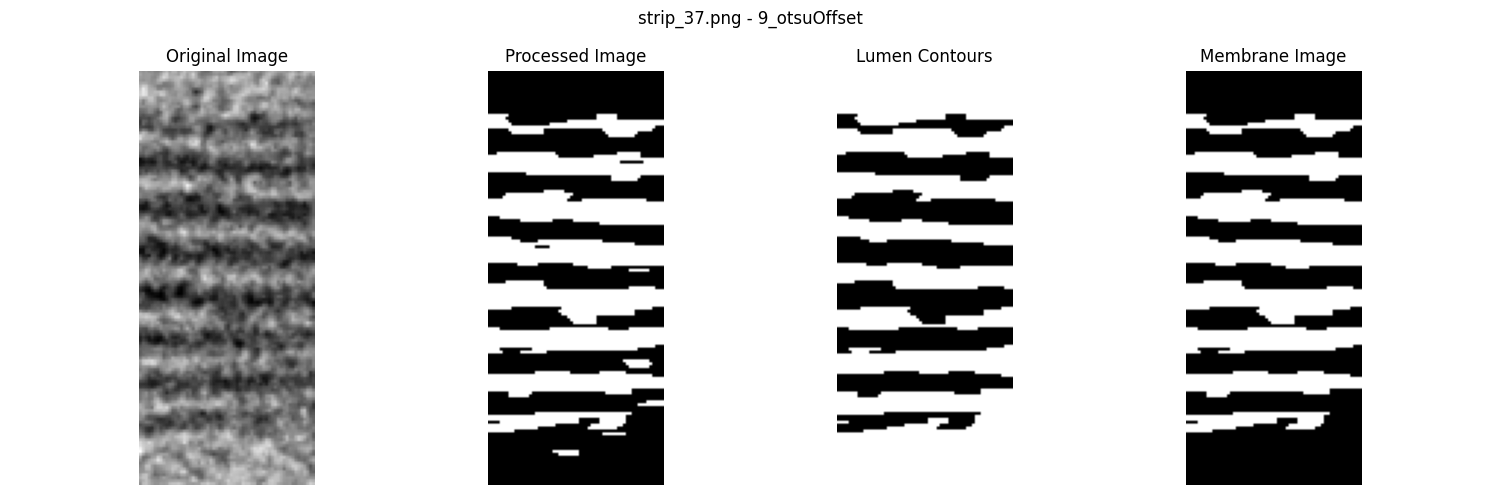 strip_37.png - 9_otsuOffset
Original Image
Processed Image
Lumen Contours
Membrane Image